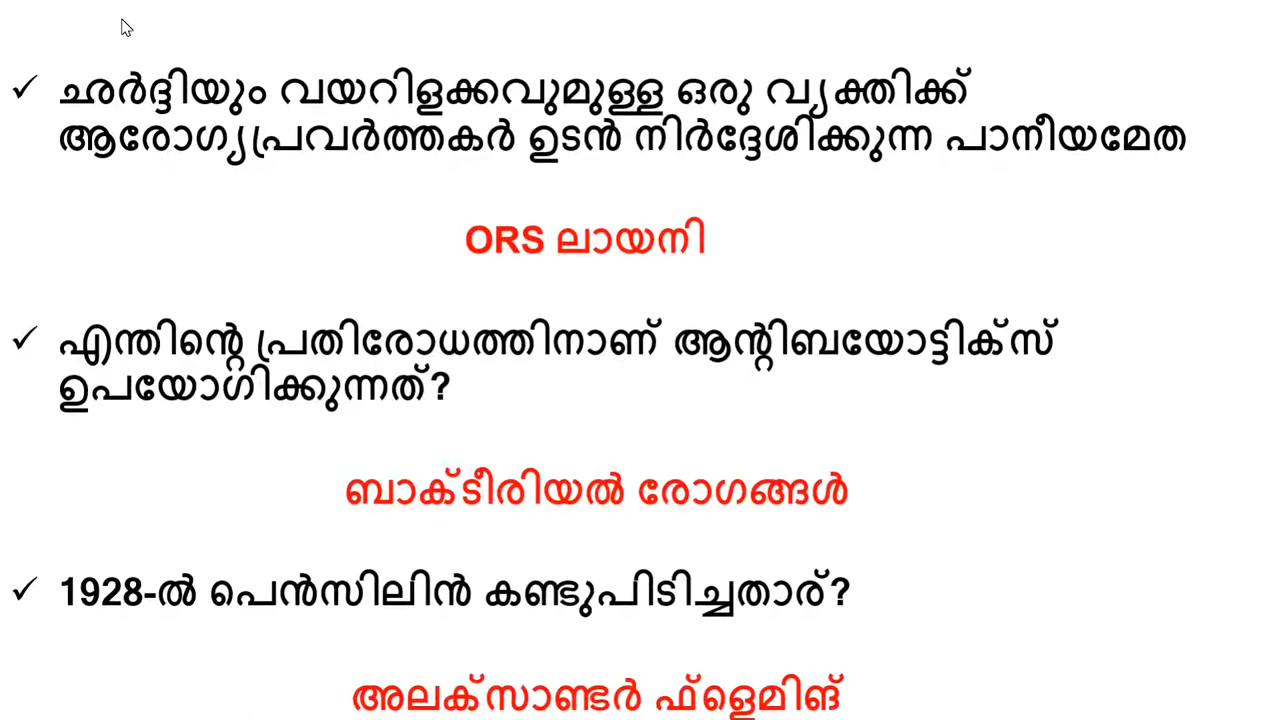 ✓ ഛർദ്ദിയും വയറിളക്കവുമുള്ള ഒരു വ്യക്തിക്ക്
ആരോഗ്യപ്രവർത്തകർ ഉടൻ നിർദ്ദേശിക്കുന്ന പാനീയമേത
ORS ലായനി
✓ എന്തിന്റെ പ്രതിരോധത്തിനാണ് ആന്റിബയോട്ടിക്സ്
ഉപയോഗിക്കുന്നത്?
ബാക്ടീരിയൽ രോഗങ്ങൾ
✓ 1928-ൽ പെൻസിലിൻ കണ്ടുപിടിച്ചതാര്?
അലക്സാണ്ടർ ഫ്ളെമിങ്